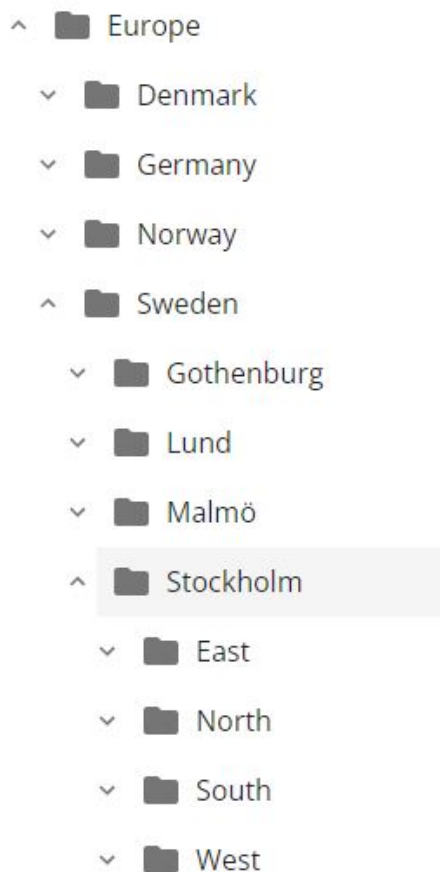 Europe
Denmark
Germany
Norway
Sweden
Gothenburg
Lund
Malmö
Stockholm
East
North
South
West